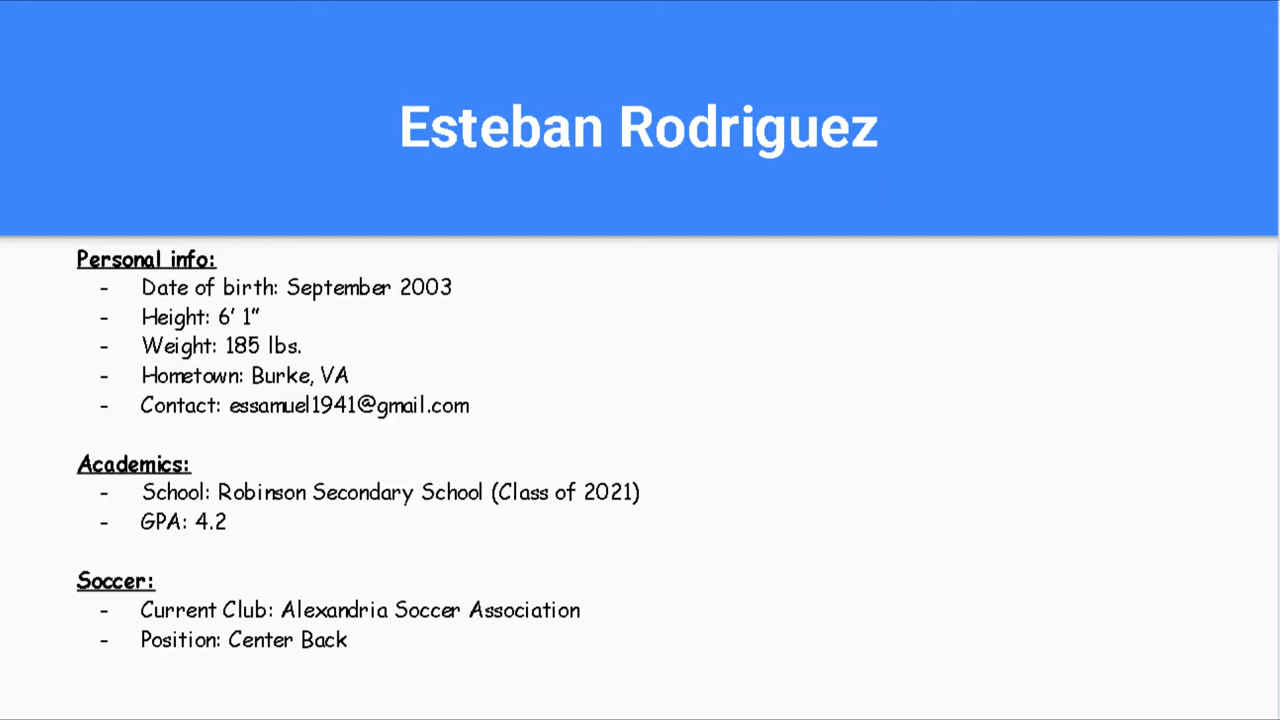 Esteban Rodriguez
Personal info:
- Date of birth: September 2003
- Height: 6’ 1”
- Weight: 185 lbs.
- Hometown: Burke, VA
- Contact: essamuel1941@gmail.com
Academics:
- School: Robinson Secondary School (Class of 2021)
- GPA: 4.2
Soccer:
- Current Club: Alexandria Soccer Association
- Position: Center Back